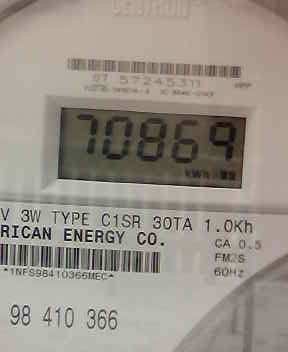 CENTRON
07 57245311
70869
kWh
V 3W TYPE C1SR 30TA 1.0Kh
RICAN ENERGY CO.
CA 0.5
FM2S
60Hz
*1NFS98410366MEC*
98 410 366